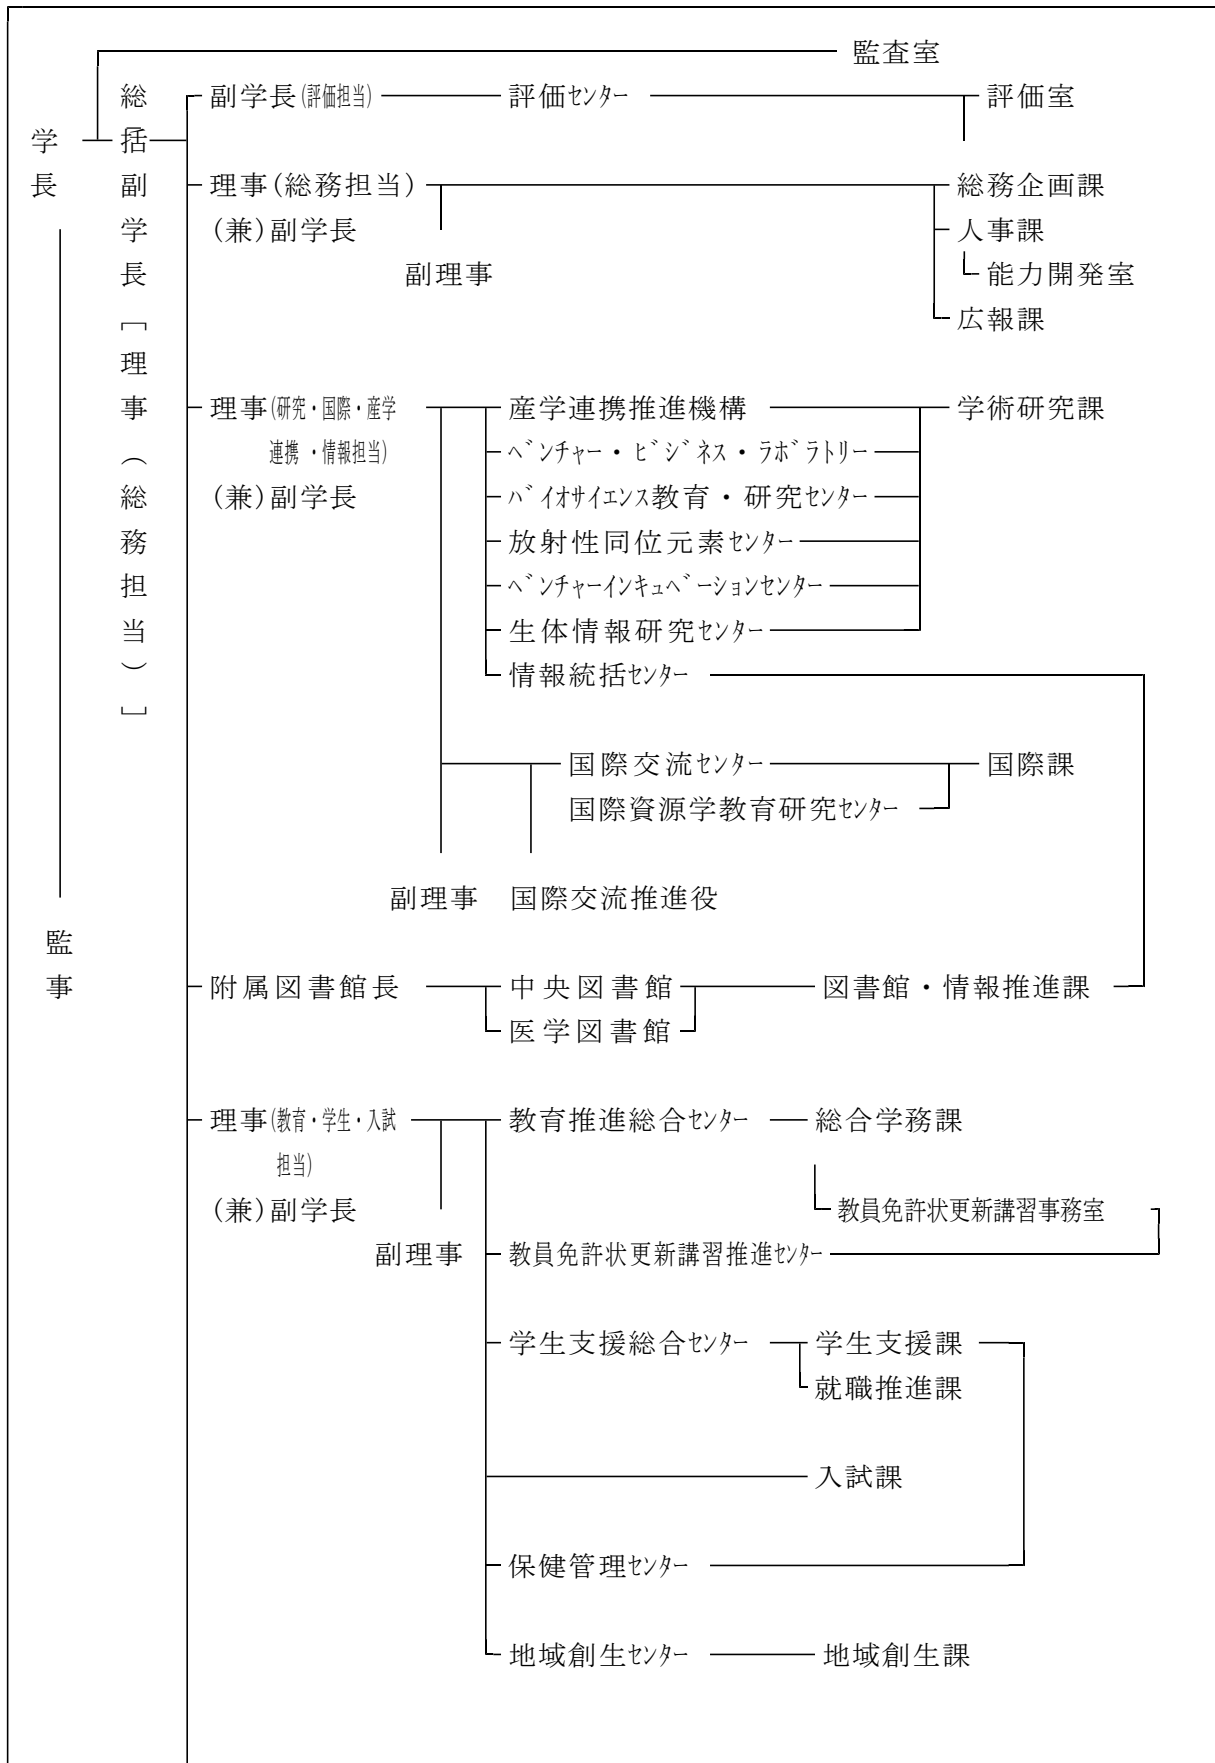 監査室
学長
総括副学長［理事（総務担当）］
監事
副学長(評価担当) 評価センター 評価室
理事(総務担当) 総務企画課
(兼)副学長 人事課
副理事 能力開発室
広報課
理事(研究・国際・産学 産学連携推進機構 学術研究課
連携・情報担当) ベンチャー・ビジネス・ラボラトリー
(兼)副学長 バイオサイエンス教育・研究センター
放射性同位元素センター
ベンチャーインキュベーションセンター
生体情報研究センター
情報統括センター
国際交流センター 国際課
国際資源学教育研究センター
副理事 国際交流推進役
附属図書館長 中央図書館 図書館・情報推進課
医学図書館
理事(教育・学生・入試 教育推進総合センター 総合学務課
担当)
(兼)副学長 教員免許状更新講習事務室
副理事 教員免許状更新講習推進センター
学生支援総合センター 学生支援課
就職推進課
入試課
保健管理センター
地域創生センター 地域創生課